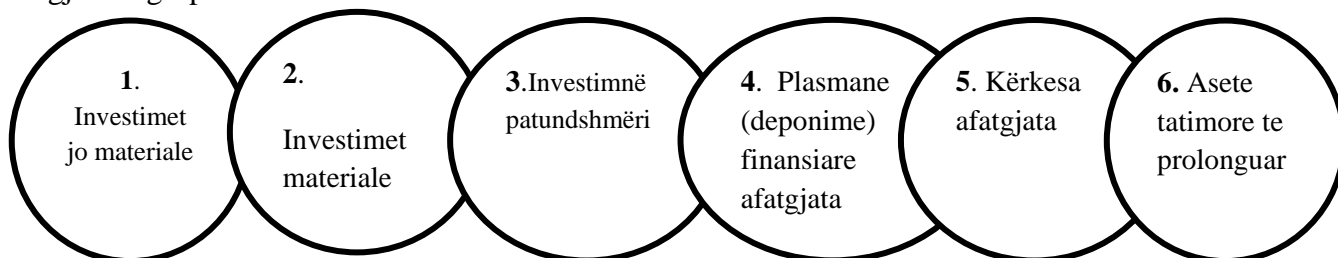 1.
Investimet
jo materiale
2.
Investimet
materiale
3.Investimnë
patundshmëri
4. Plasmane
(deponime)
finansiare
afatgjata
5. Kërkesa
afatgjata
6. Asete
tatimore te
prolonguar